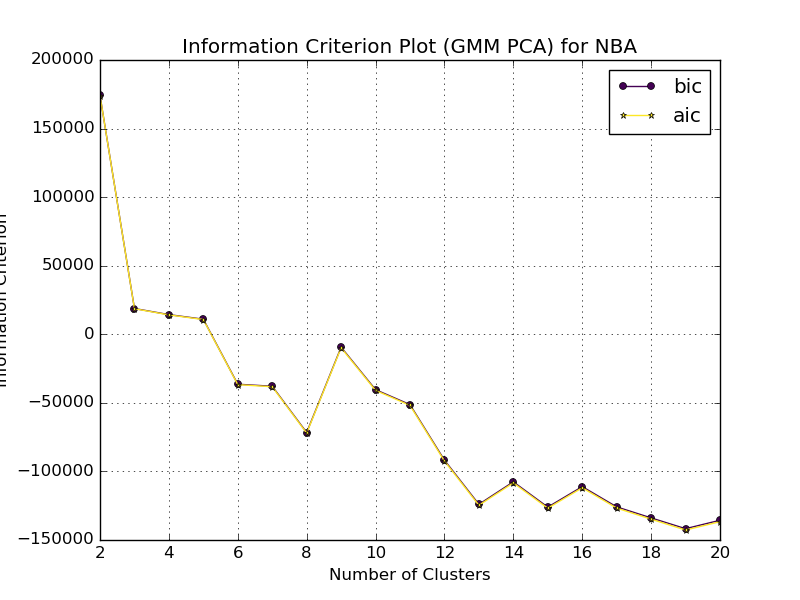 Information Criterion Plot (GMM PCA) for NBA
200000
150000
100000
50000
0
−50000
−100000
−150000
Information Criterion
2 4 6 8 10 12 14 16 18 20
Number of Clusters
bic
aic